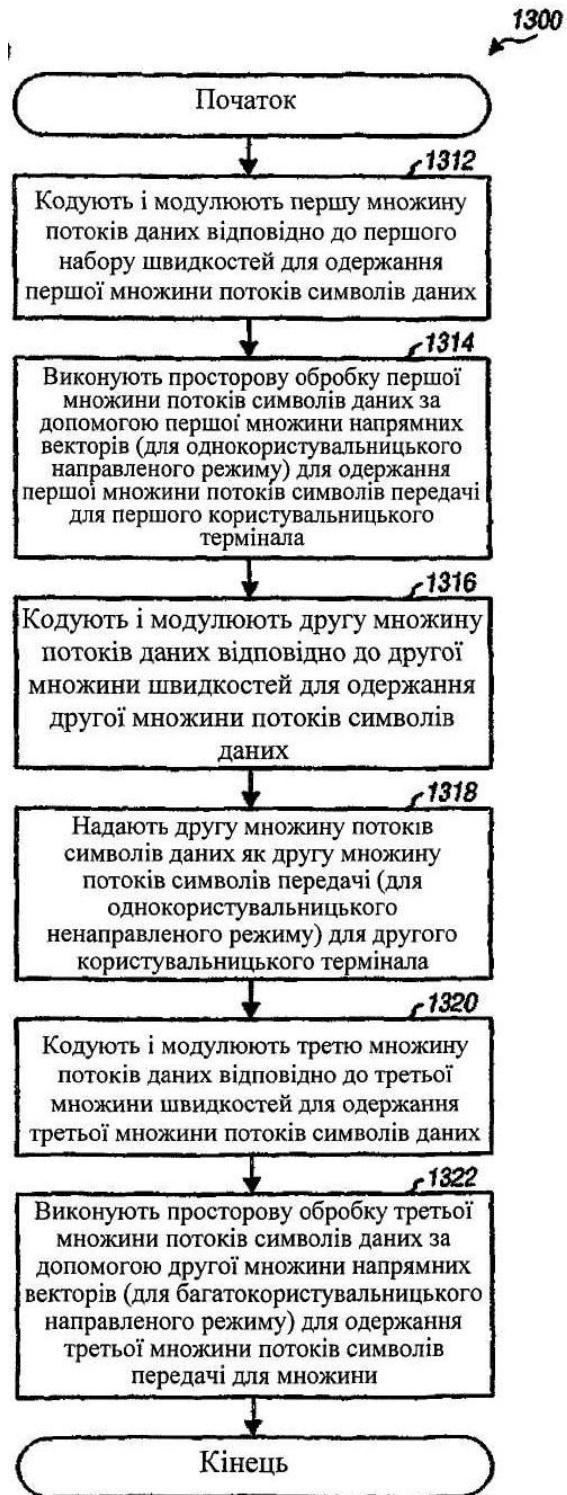 1300
Початок
1312
Кодують і модулюють першу множину
потоків даних відповідно до першого
набору швидкостей для одержання
першої множини потоків символів даних
1314
Виконують просторову обробку першої
множини потоків символів даних за
допомогою першої множини напрямних
векторів (для однокористувальницького
направленого режиму) для одержання
першої множини потоків символів передачі
для першого користувальницького
термінала
1316
Кодують і модулюють другу множину
потоків даних відповідно до другої
множини швидкостей для одержання
другої множини потоків символів
даних
1318
Надають другу множину потоків
символів даних як другу множину
потоків символів передачі (для
однокористувальницького
ненаправленого режиму) для другого
користувальницького термінала
1320
Кодують і модулюють третю множину
потоків даних відповідно до третьої
множини швидкостей для одержання
третьої множини потоків символів даних
1322
Виконують просторову обробку третьої
множини потоків символів даних за
допомогою другої множини напрямних
векторів (для багатокористувальницького
направленого режиму) для одержання
третьої множини потоків символів
передачі для множини
Кінець